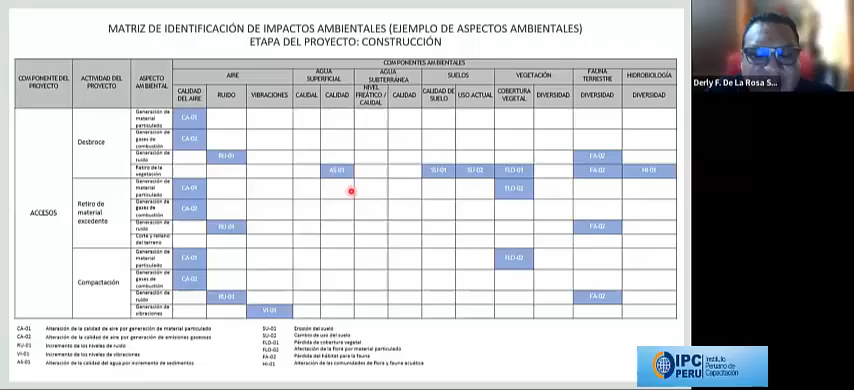 MATRIZ DE IDENTIFICACIÓN DE IMPACTOS AMBIENTALES (EJEMPLO DE ASPECTOS AMBIENTALES)
ETAPA DEL PROYECTO: CONSTRUCCIÓN
COMPONENTE DEL PROYECTO
ACTIVIDAD DEL PROYECTO
ASPECTO AMBIENTAL
COMPONENTES AMBIENTALES
AIRE
AGUA SUPERFICIAL
AGUA SUBTERRANEA
SUELOS
VEGETACIÓN
FAUNA TERRESTRE
HIDROBIOLOGÍA
CALIDAD DEL AIRE
RUIDO
VIBRACIONES
CAUDAL
CALIDAD
NIVEL FREÁTICO / CAUDAL
CALIDAD
CALIDAD DE SUELO
USO ACTUAL
COBERTURA VEGETAL
DIVERSIDAD
DIVERSIDAD
DIVERSIDAD
ACCESOS
Desbroce
Generación de material particulado
CA-01
Generación de gases de combustión
CA-02
Generación de ruido
RU-01
FA-02
Retiro de la vegetación
AS-01
SU-01
SU-02
FLO-01
FA-02
HI-01
Retiro de material excedente
Generación de material particulado
CA-01
FLO-02
Generación de gases de combustión
CA-02
Generación de ruido
RU-01
FA-02
Corte y relleno del terreno
Compactación
Generación de material particulado
CA-01
FLO-02
Generación de gases de combustión
CA-02
Generación de ruido
RU-01
FA-02
Generación de vibraciones
VI-01
CA-01 Alteración de la calidad de aire por generación de material particulado
CA-02 Alteración de la calidad de aire por generación de emisiones gaseosas
RU-01 Incremento de los niveles de ruido
VI-01 Incremento de los niveles de vibraciones
AS-01 Alteración de la calidad del agua por incremento de sedimentos
SU-01 Erosión del suelo
SU-02 Cambio de uso del suelo
FLO-01 Pérdida de cobertura vegetal
FLO-02 Afectación de la flora por material particulado
FA-02 Pérdida del hábitat para la fauna
HI-01 Alteración de las comunidades de flora y fauna acuática
Derly F. De La Rosa S...
IPC PERU
Instituto Peruano de Capacitación